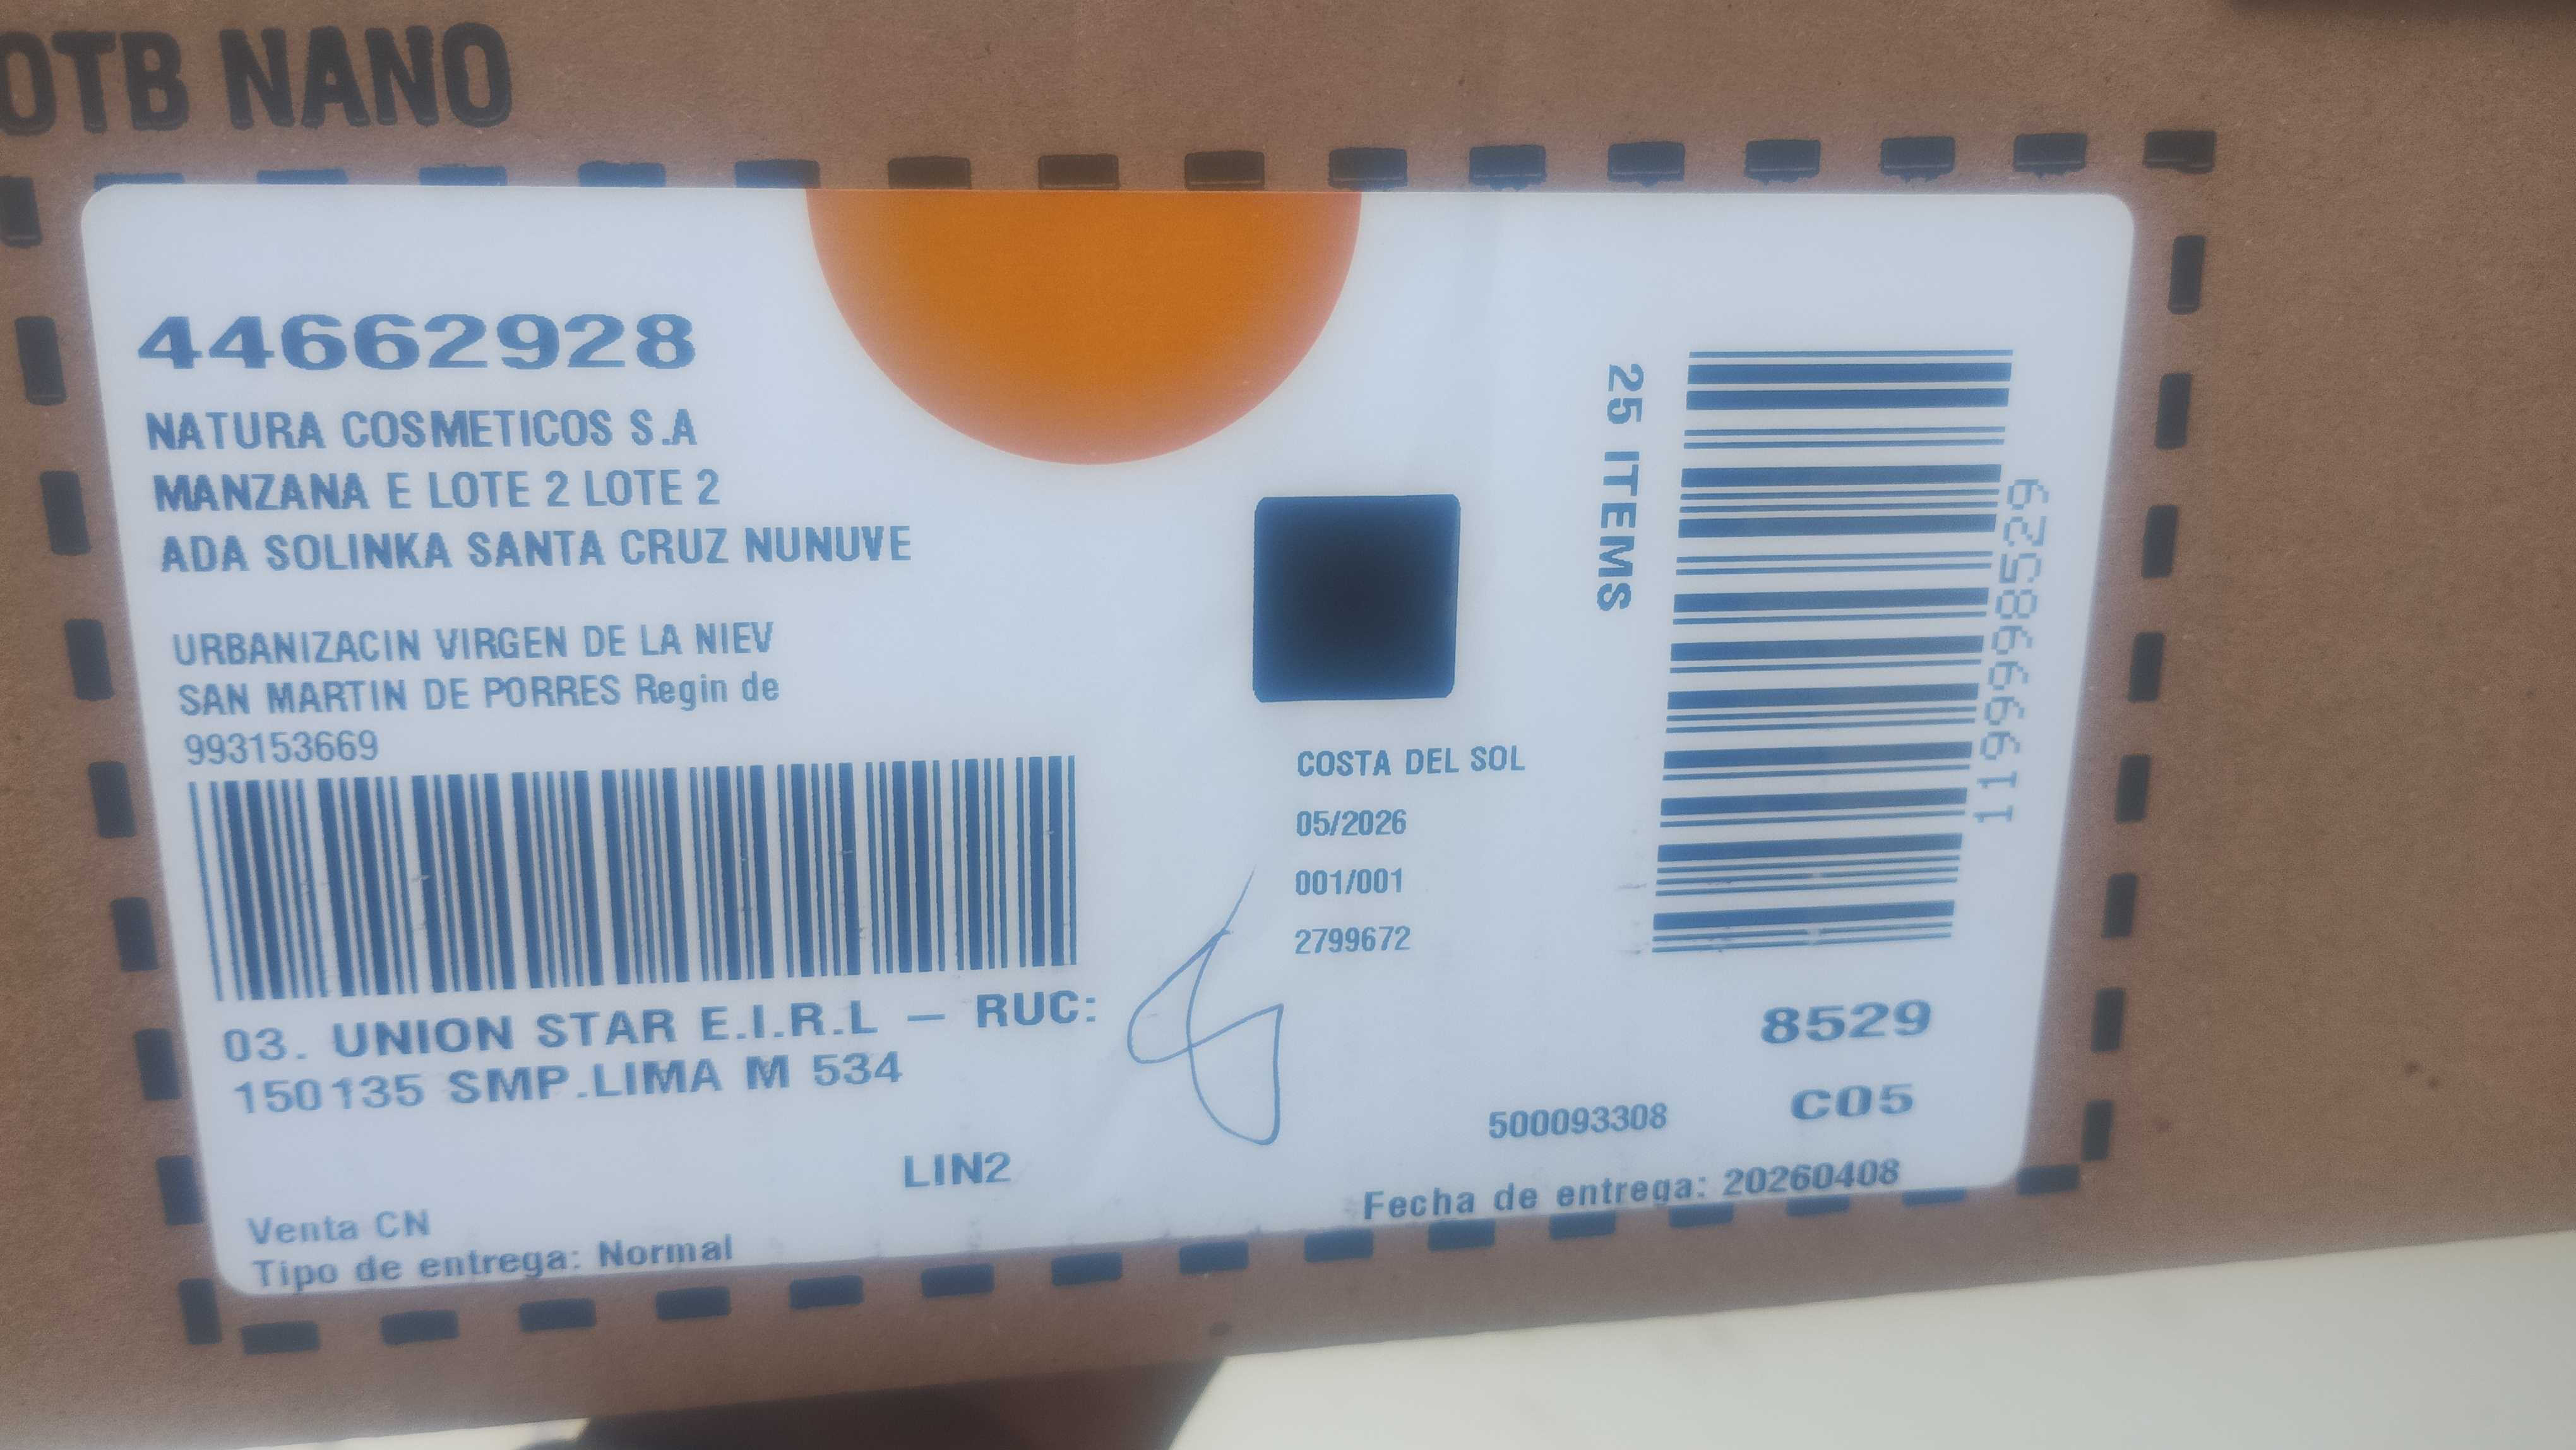 OTB NANO
44662928
NATURA COSMETICOS S.A
MANZANA E LOTE 2 LOTE 2
ADA SOLINKA SANTA CRUZ NUNUVE
URBANIZACIN VIRGEN DE LA NIEV
SAN MARTIN DE PORRES Regin de
993153669
03. UNION STAR E.I.R.L – RUC:
150135 SMP.LIMA M 534
LIN2
Venta CN
Tipo de entrega: Normal
COSTA DEL SOL
05/2026
001/001
2799672
25 ITEMS
119999998529
8529
C05
500093308
Fecha de entrega: 20260408